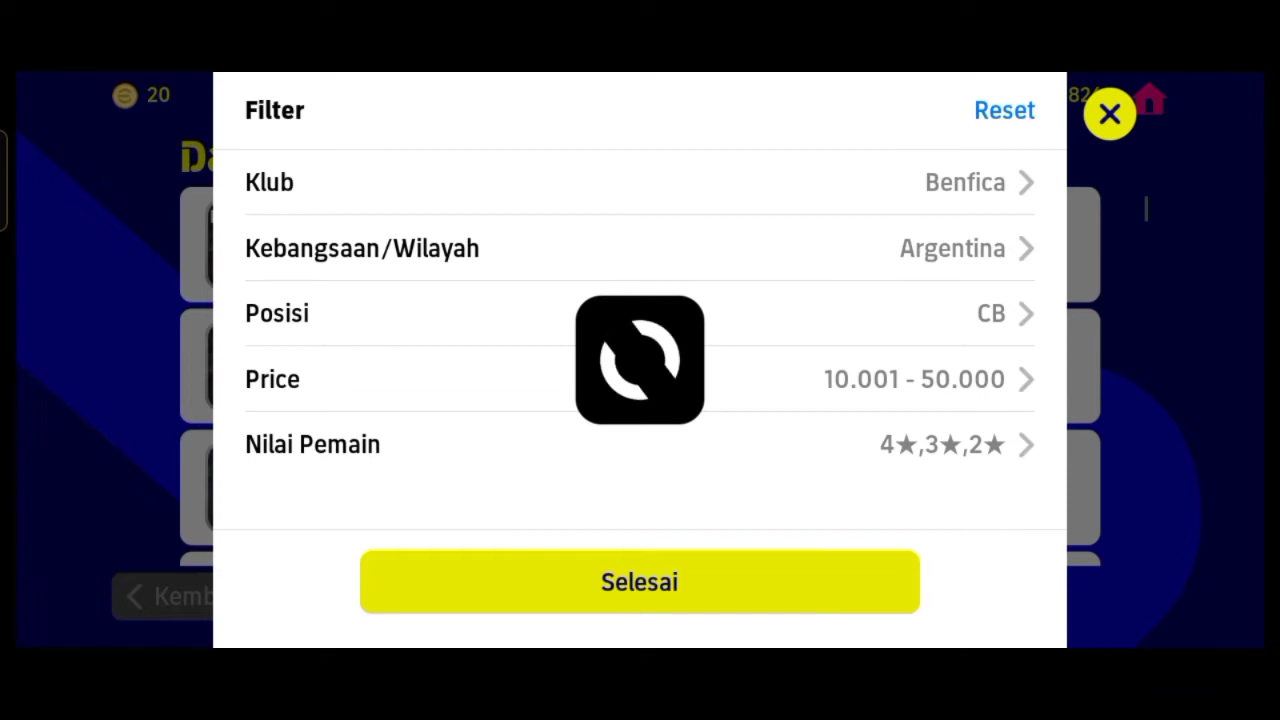 20
Filter
Reset
Klub
Benfica
Kebangsaan/Wilayah
Argentina
Posisi
CB
Price
10.001 - 50.000
Nilai Pemain
4★,3★,2★
Selesai